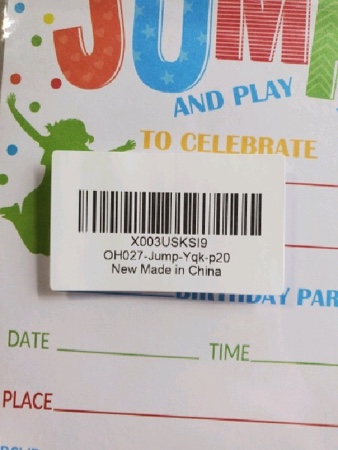 JUM
AND PLAY
TO CELEBRATE
X003USKSI9
OH027-Jump-Yqk-p20
New Made in China
BIRTHDAY PAR
DATE
TIME
PLACE